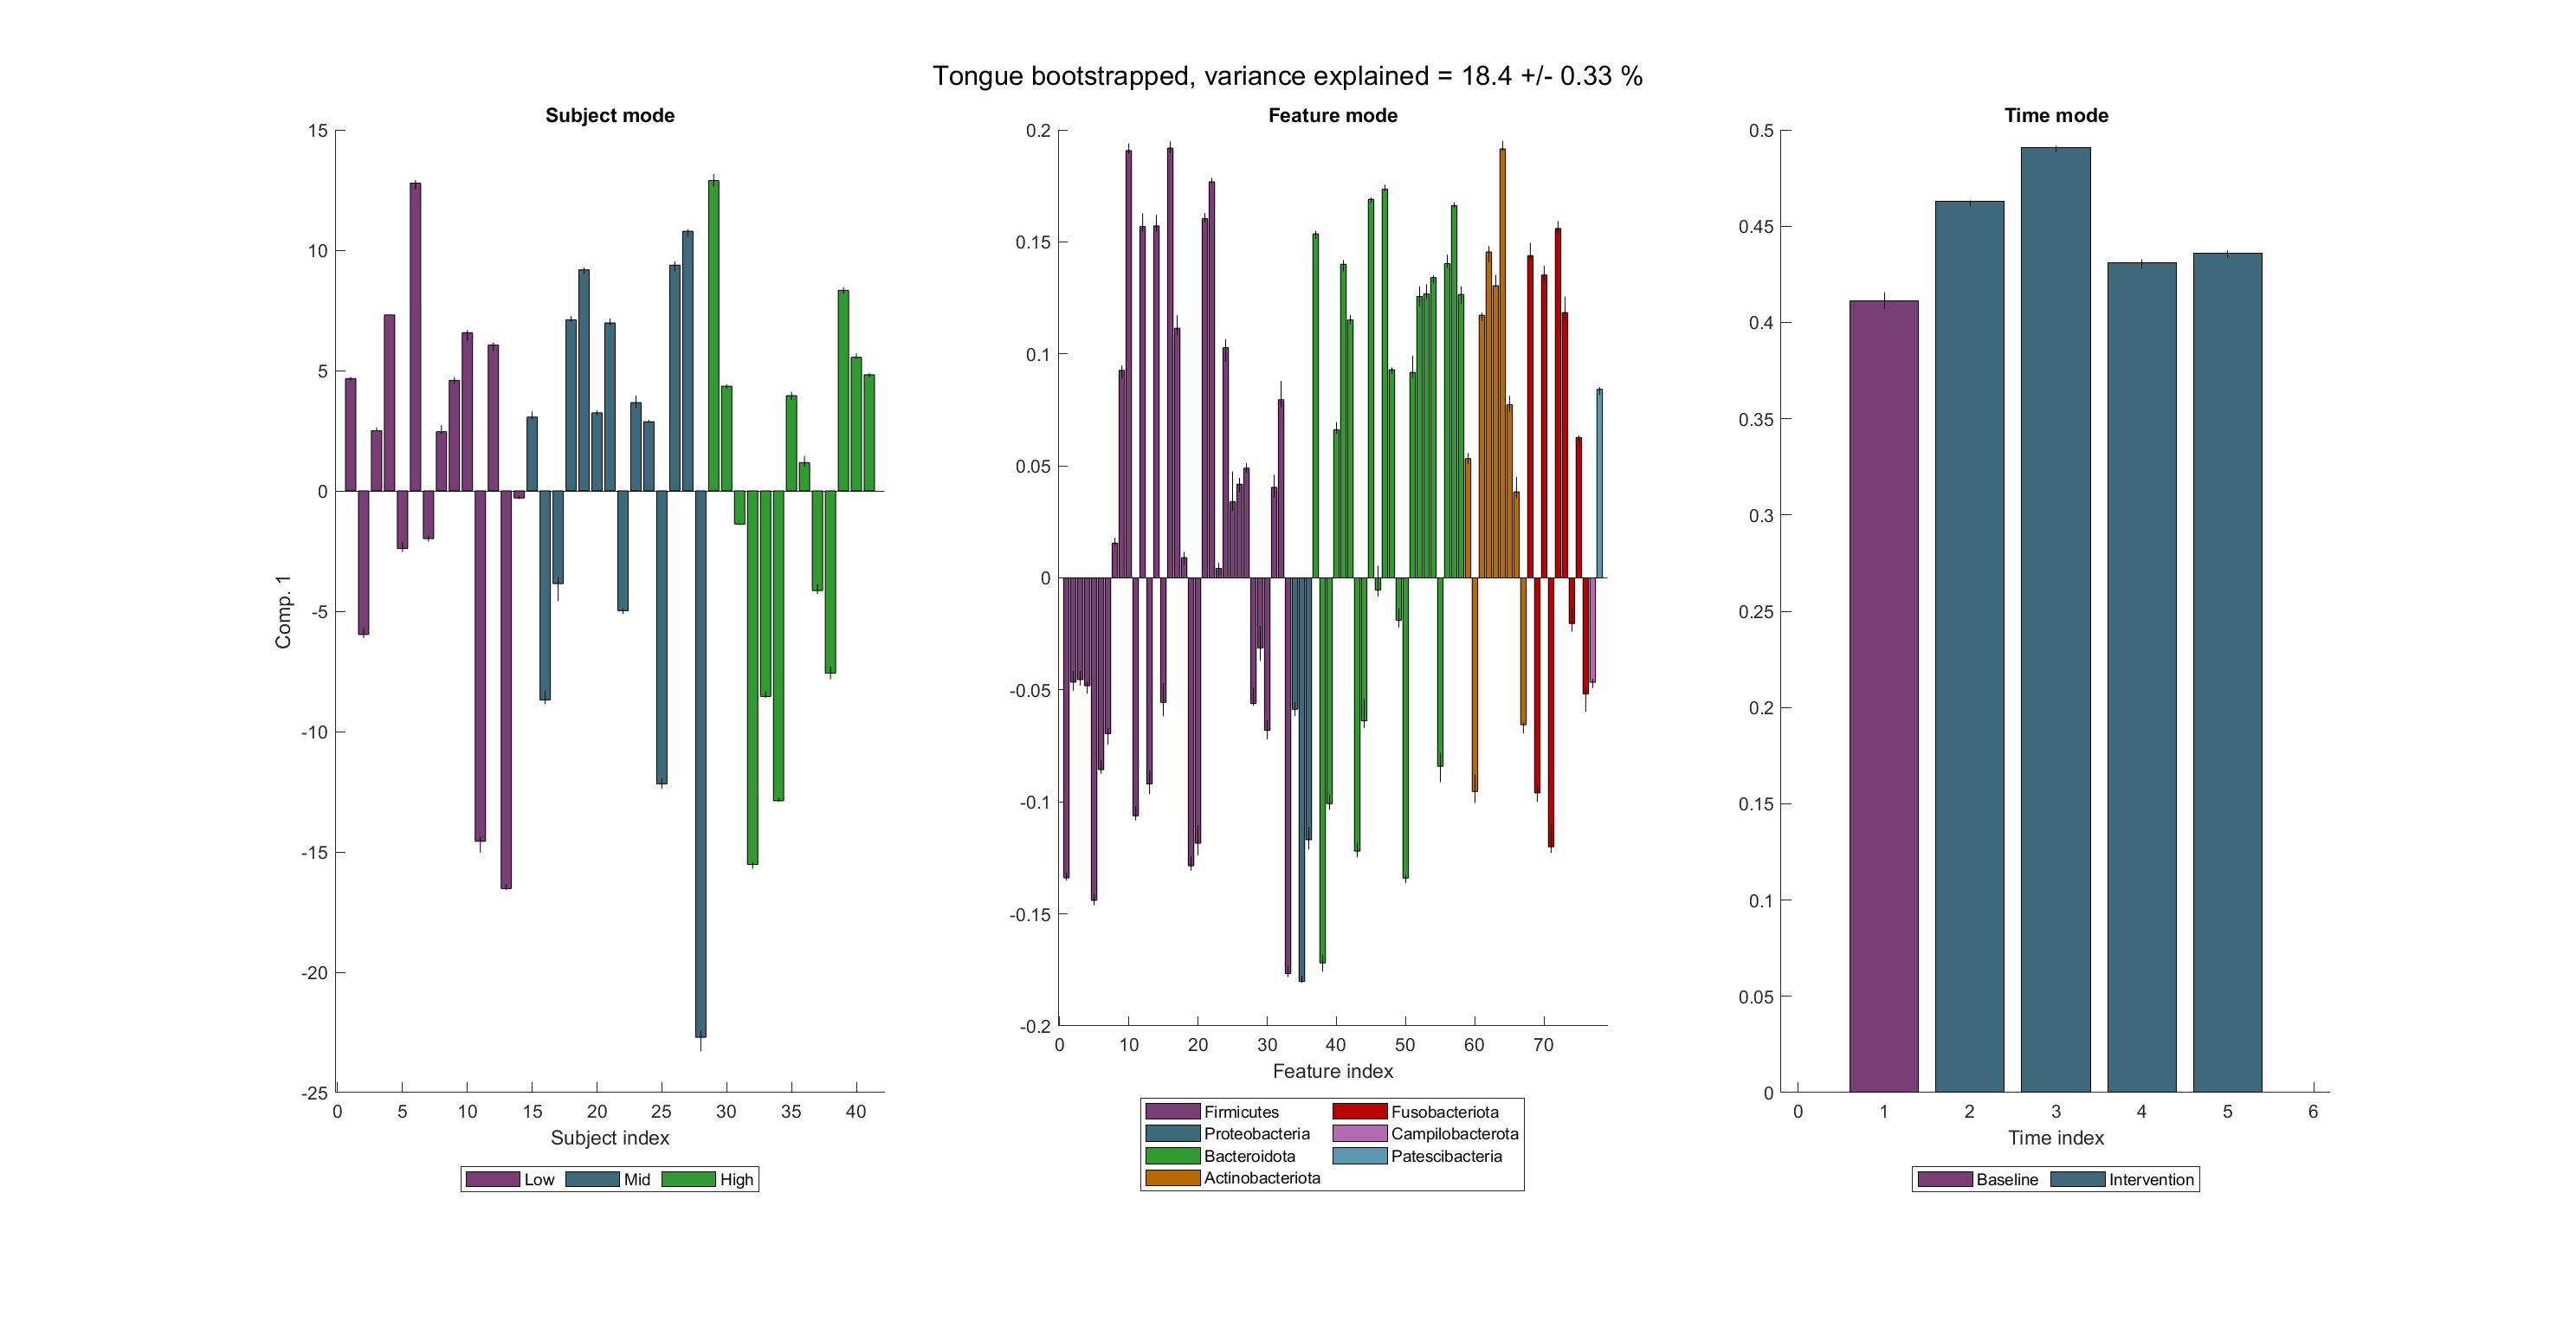 Tongue bootstrapped, variance explained = 18.4 +/- 0.33 %
Subject mode
15
10
5
0
-5
-10
-15
-20
-25
Comp. 1
0 5 10 15 20 25 30 35 40
Subject index
Low Mid High
Feature mode
0.2
0.15
0.1
0.05
0
-0.05
-0.1
-0.15
-0.2
0 10 20 30 40 50 60 70
Feature index
Firmicutes Fusobacteriota
Proteobacteria Campilobacterota
Bacteroidota Patescibacteria
Actinobacteriota
Time mode
0.5
0.45
0.4
0.35
0.3
0.25
0.2
0.15
0.1
0.05
0
0 1 2 3 4 5 6
Time index
Baseline Intervention